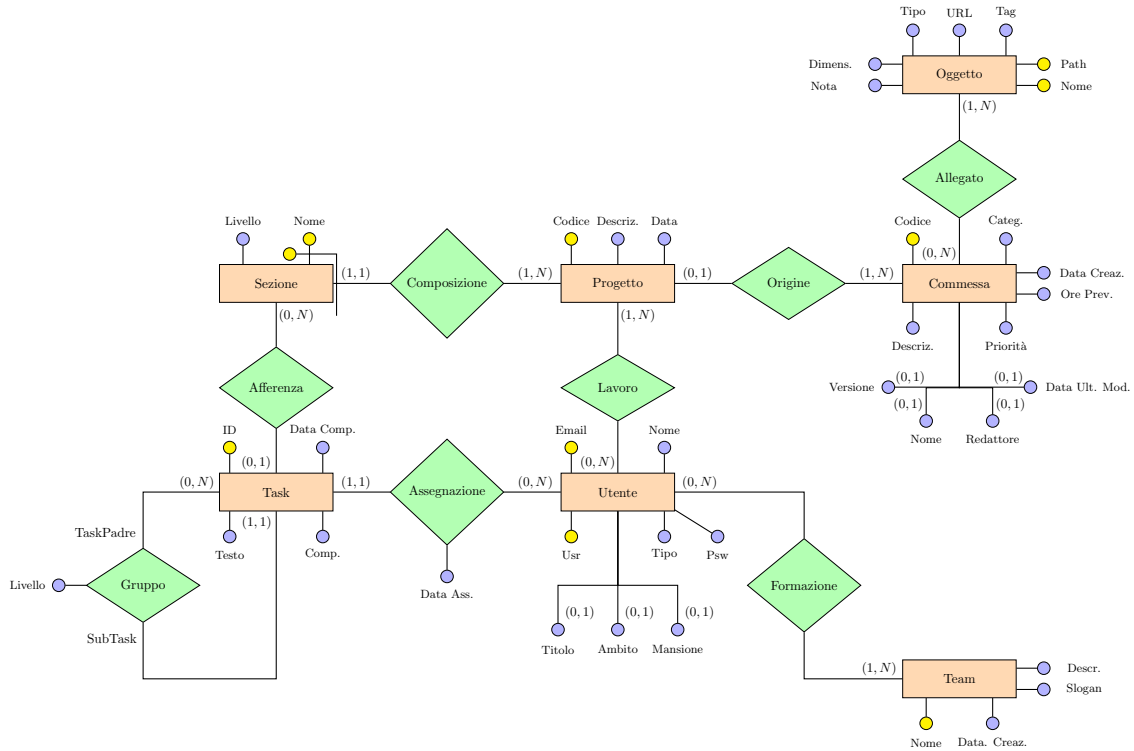 Tipo URL Tag
Dimens. Oggetto Path
Nota Nome
(1, N)
Allegato
Livello Nome Codice Descriz. Data Codice Categ.
(0, N)
Sezione (1, 1) Composizione (1, N) Progetto (0, 1) Origine (1, N) Commessa Data Creaz.
Ore Prev.
(0, N) (1, N)
Descriz. Priorità
Afferenza Lavoro Versione (0, 1) (0, 1) Data Ult. Mod.
(0, 1) (0, 1)
ID Data Comp. Email Nome Nome Redattore
(0, 1) (0, N)
(0, N) Task (1, 1) Assegnazione (0, N) Utente (0, N)
(1, 1)
TaskPadre Testo Comp. Usr Tipo Psw
Livello Gruppo Data Ass. Formazione
(0, 1) (0, 1) (0, 1)
SubTask Titolo Ambito Mansione
(1, N) Team Descr.
Slogan
Nome Data. Creaz.